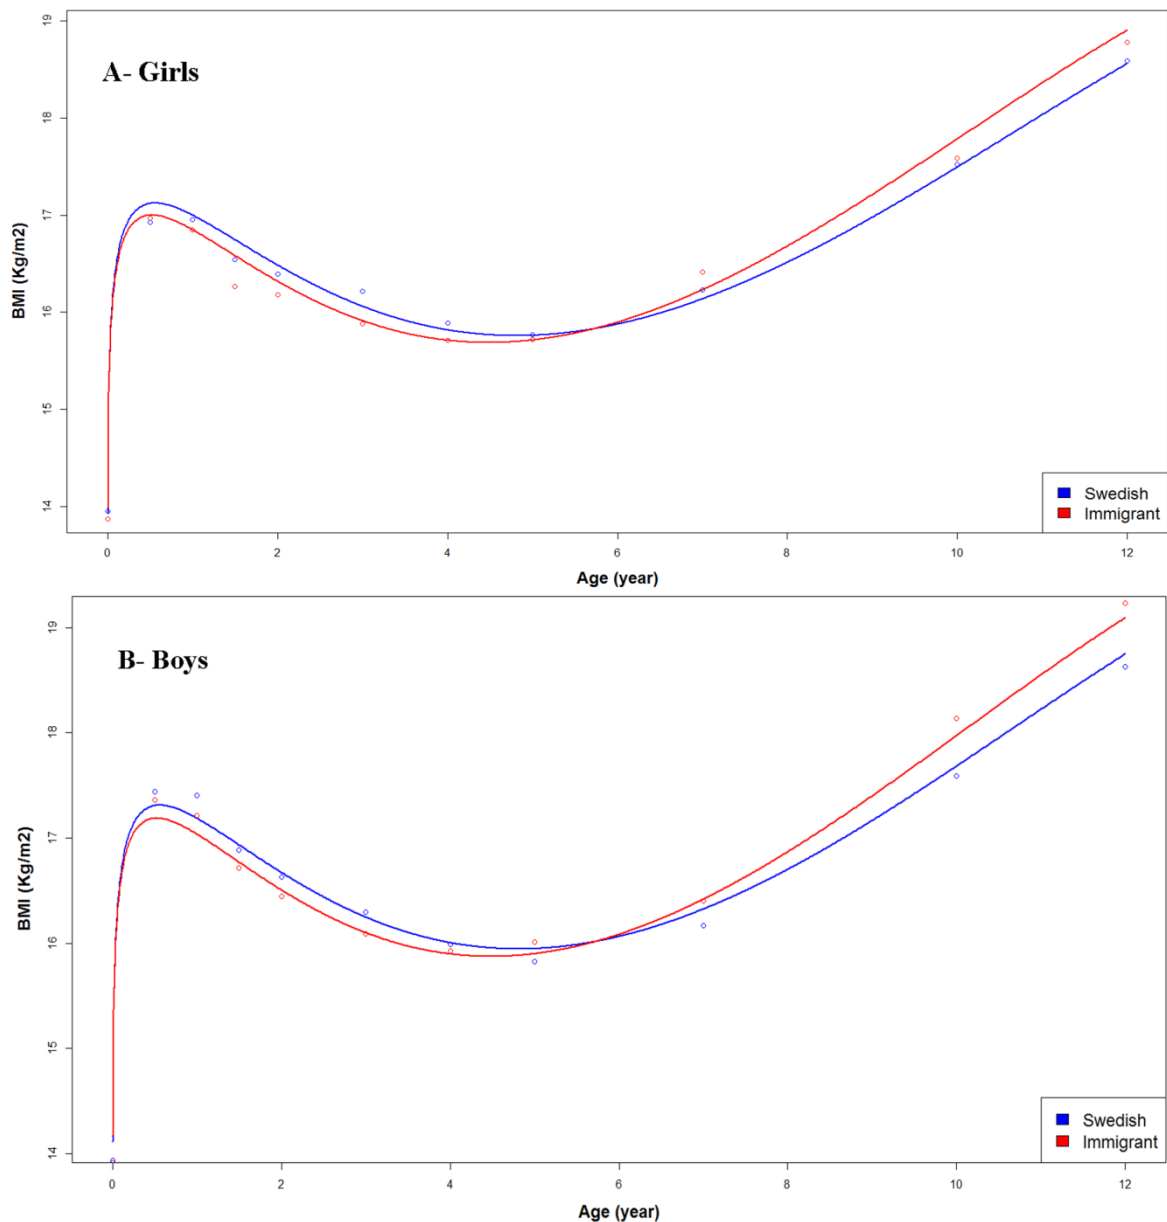 A- Girls
BMI (Kg/m2)
19
18
17
16
15
14
0 2 4 6 8 10 12
Age (year)
Swedish
Immigrant
B- Boys
BMI (Kg/m2)
19
18
17
16
15
14
0 2 4 6 8 10 12
Age (year)
Swedish
Immigrant